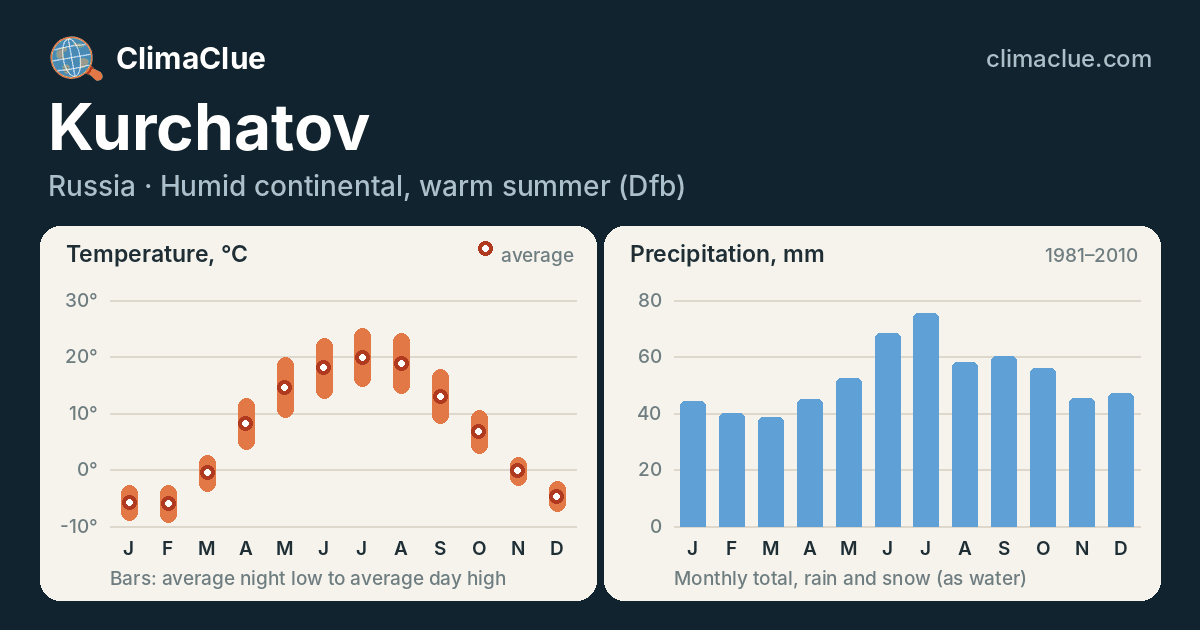 ClimaClue
climaclue.com
Kurchatov
Russia · Humid continental, warm summer (Dfb)
Temperature, °C
average
30°
20°
10°
0°
-10°
J F M A M J J A S O N D
Bars: average night low to average day high
Precipitation, mm
1981–2010
80
60
40
20
0
J F M A M J J A S O N D
Monthly total, rain and snow (as water)